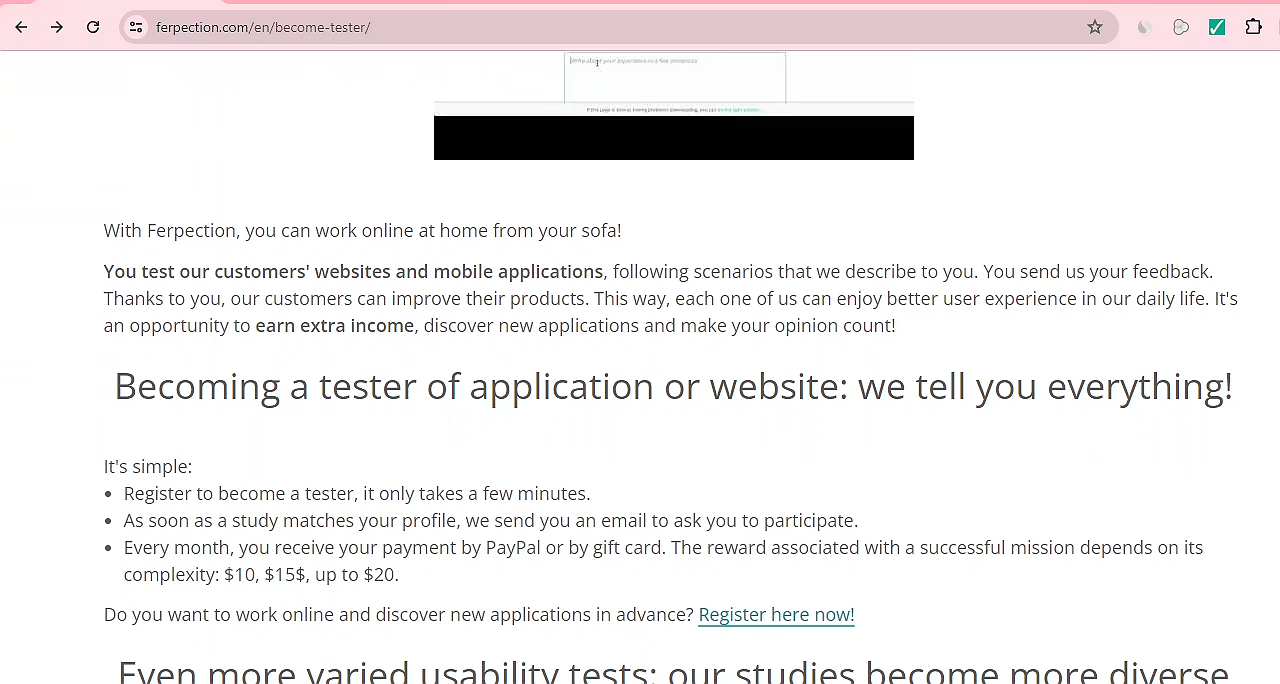 ferpection.com/en/become-tester/
Write about your experience in a few sentences
With Ferpection, you can work online at home from your sofa!
You test our customers' websites and mobile applications, following scenarios that we describe to you. You send us your feedback.
Thanks to you, our customers can improve their products. This way, each one of us can enjoy better user experience in our daily life. It's
an opportunity to earn extra income, discover new applications and make your opinion count!
Becoming a tester of application or website: we tell you everything!
It's simple:
Register to become a tester, it only takes a few minutes.
As soon as a study matches your profile, we send you an email to ask you to participate.
Every month, you receive your payment by PayPal or by gift card. The reward associated with a successful mission depends on its
complexity: $10, $15$, up to $20.
Do you want to work online and discover new applications in advance? Register here now!
Even more varied usability tests: our studies become more diverse